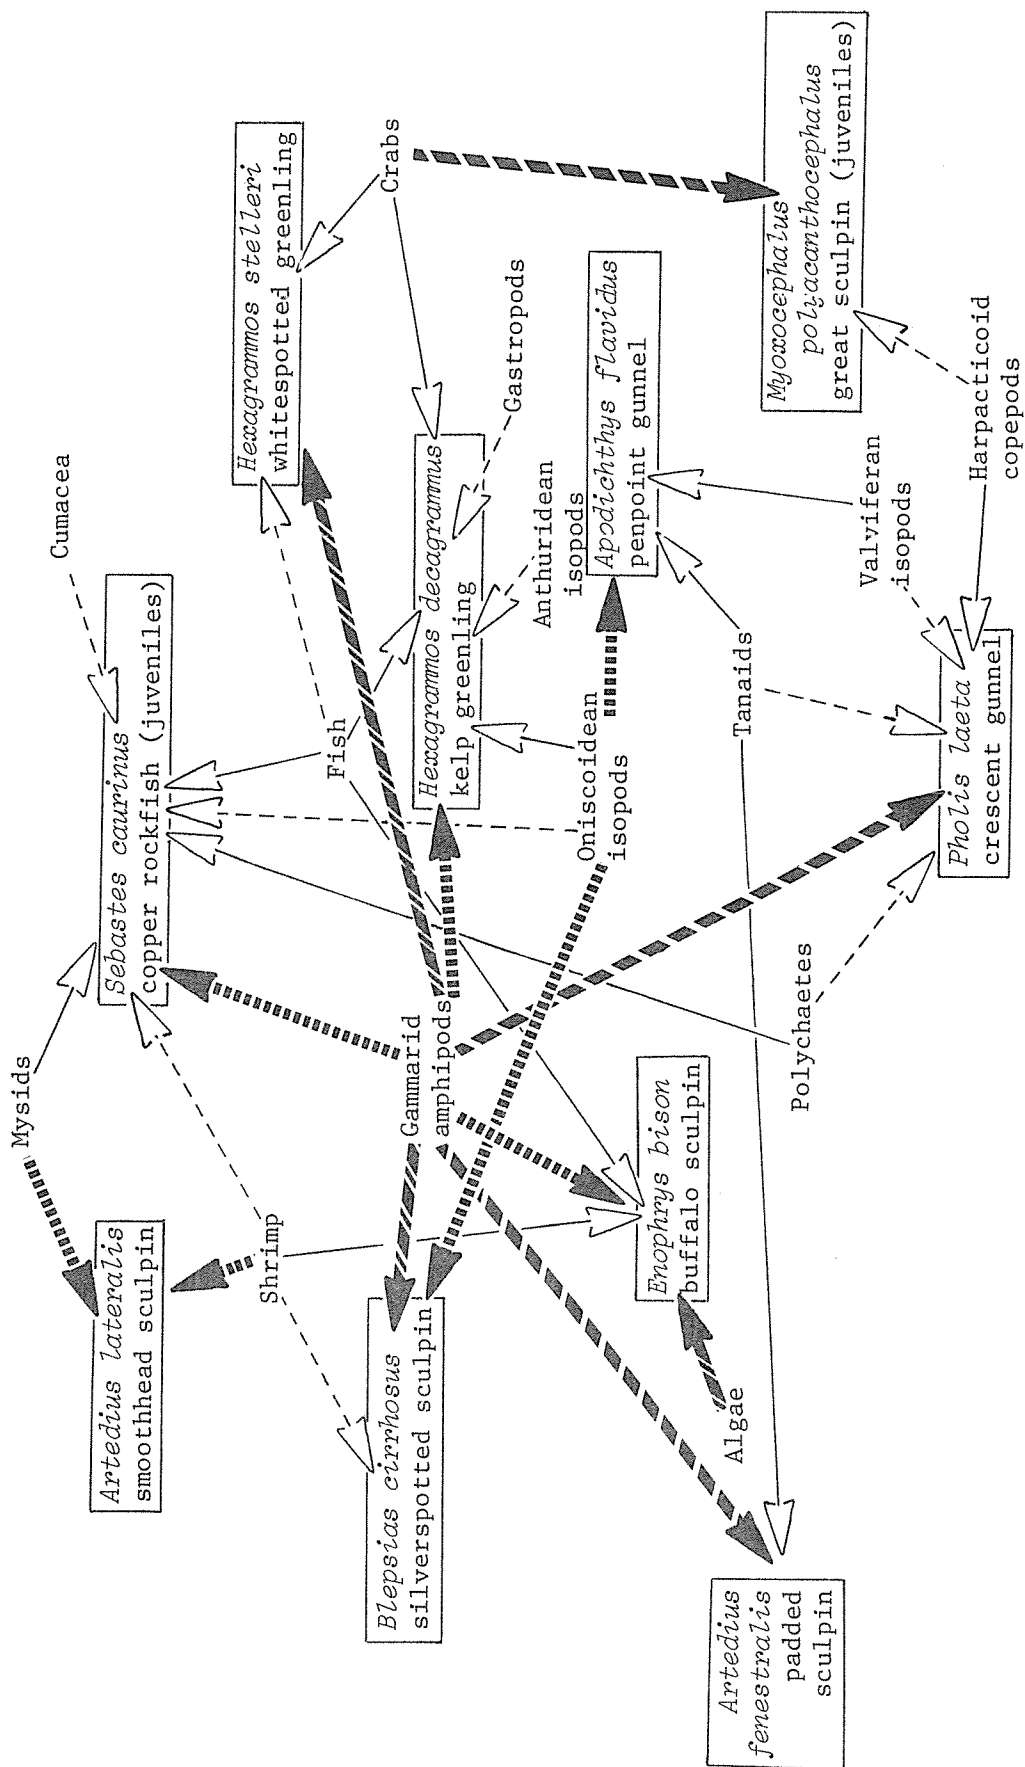 Mysids
Cumacea
Artedius lateralis
smoothhead sculpin
Sebastes caurinus
copper rockfish (juveniles)
Hexagrammos stelleri
whitespotted greenling
Shrimp
Fish
Blepsias cirrhosus
silverspotted sculpin
Crabs
Gammarid
amphipods
Hexagrammos decagrammus
kelp greenling
Gastropods
Anthuridean
isopods
Oniscoidean
isopods
Apodichthys flavidus
penpoint gunnel
Enophrys bison
buffalo sculpin
Artedius
fenestralis
padded
sculpin
Algae
Tanaids
Myoxocephalus
polyacanthocephalus
great sculpin (juveniles)
Polychaetes
Valviferan
isopods
Pholis laeta
crescent gunnel
Harpacticoid
copepods